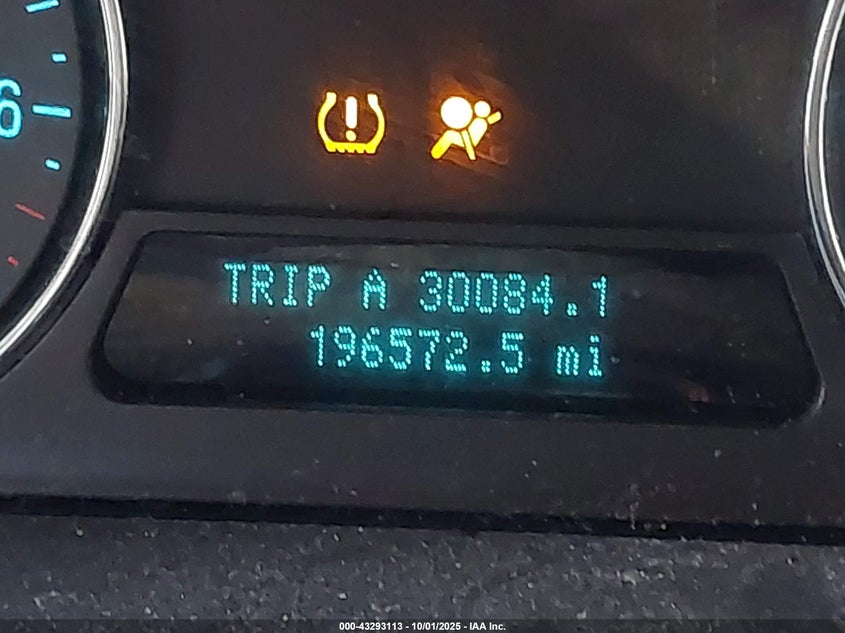 6
TRIP A 30084.1
196572.5 mi
000-43293113 - 10/01/2025 - IAA Inc.